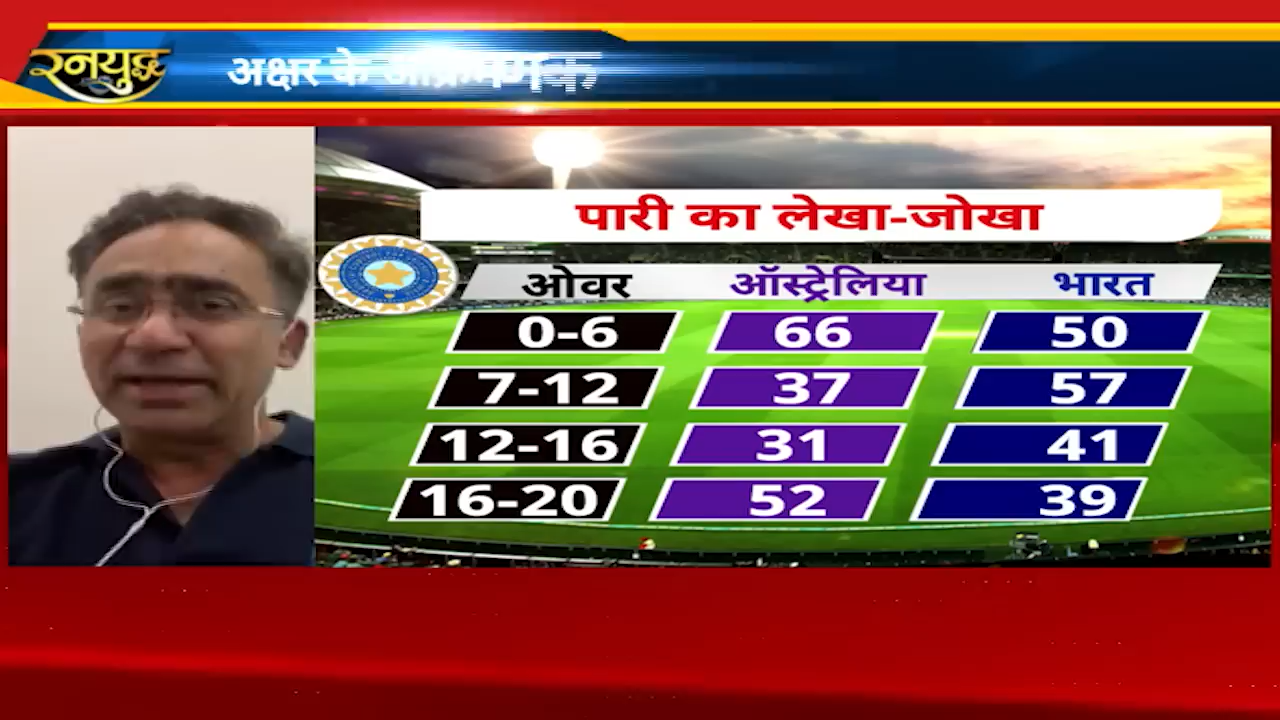 रनयुद्ध
अक्षर के
पारी का लेखा-जोखा
ओवर ऑस्ट्रेलिया भारत
0-6 66 50
7-12 37 57
12-16 31 41
16-20 52 39